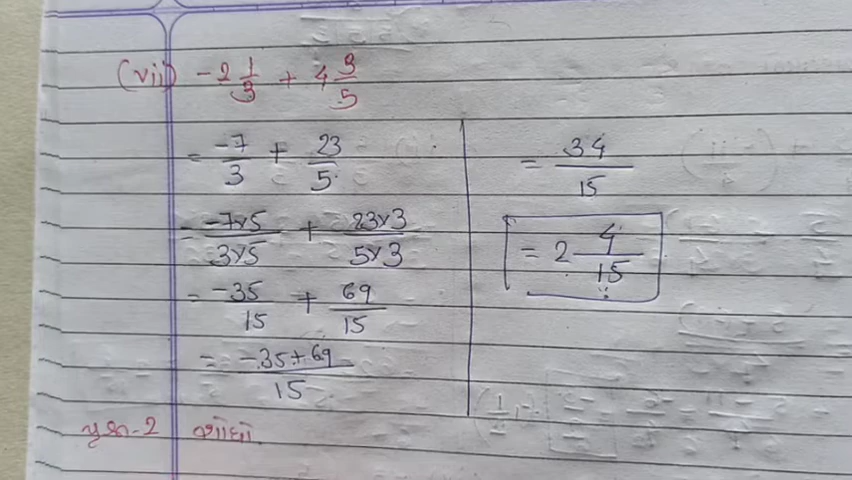 (vii) -2 1/3 + 4 3/5
= -7/3 + 23/5
= -7×5/3×5 + 23×3/5×3
= -35/15 + 69/15
= -35+69/15
= 34/15
= 2 4/15
પ્રશ્ન-2 શોધો.